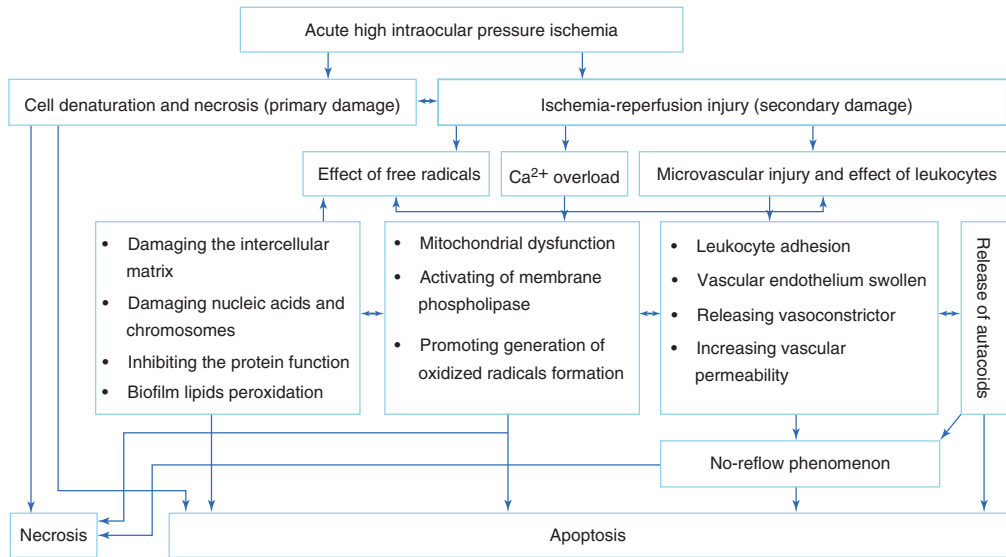 Acute high intraocular pressure ischemia
Cell denaturation and necrosis (primary damage)
Ischemia-reperfusion injury (secondary damage)
Effect of free radicals
Ca²⁺ overload
Microvascular injury and effect of leukocytes
• Damaging the intercellular
matrix
• Damaging nucleic acids and
chromosomes
• Inhibiting the protein function
• Biofilm lipids peroxidation
• Mitochondrial dysfunction
• Activating of membrane
phospholipase
• Promoting generation of
oxidized radicals formation
• Leukocyte adhesion
• Vascular endothelium swollen
• Releasing vasoconstrictor
• Increasing vascular
permeability
Release of autacoids
No-reflow phenomenon
Necrosis
Apoptosis